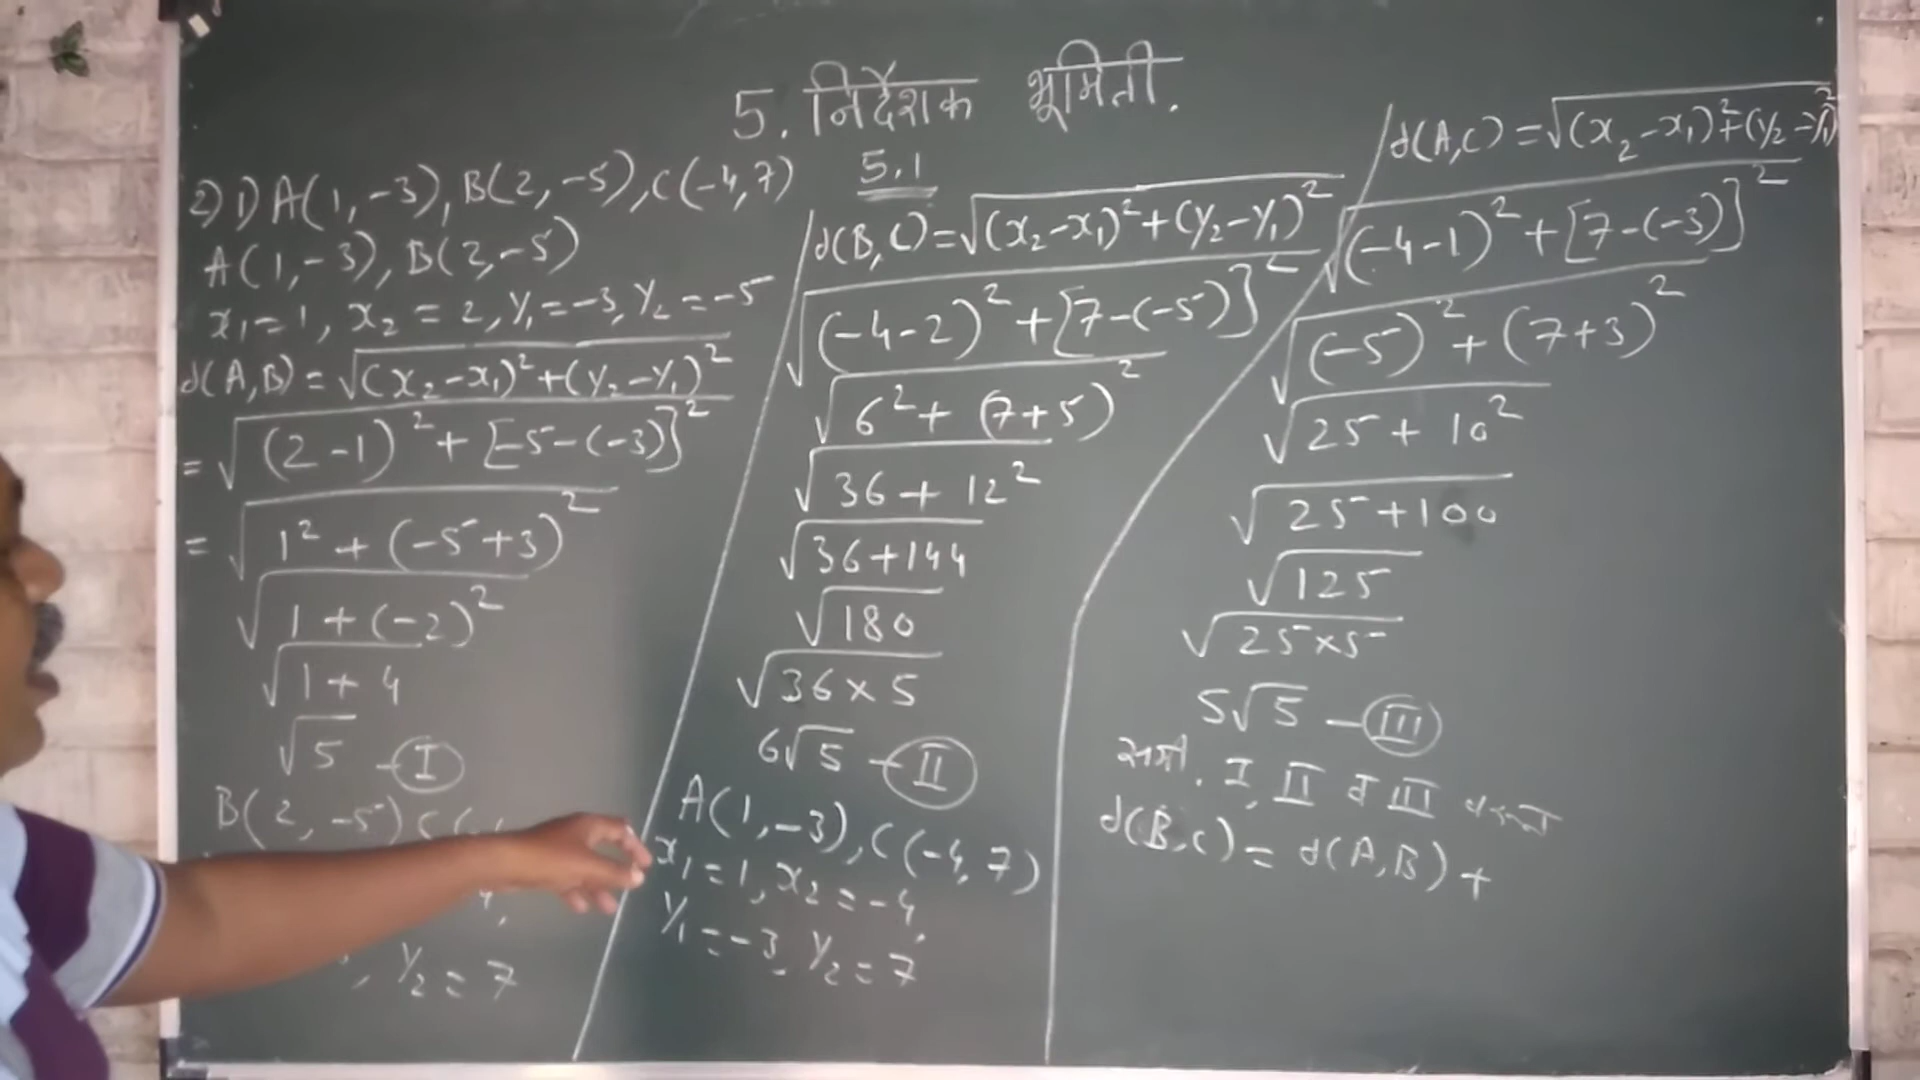 5. निर्देशक भूमिती.
5.1
2) 1) A(1,-3), B(2,-5), C(-4,7)
A(1,-3), B(2,-5)
x₁=1, x₂=2, y₁=-3, y₂=-5
d(A,B) = √(x₂-x₁)²+(y₂-y₁)²
= √(2-1)²+[-5-(-3)]²
= √1²+(-5+3)²
√1+(-2)²
√1+4
√5 - Ⅰ
B(2,-5) C(
y₂=7
d(B,C)=√(x₂-x₁)²+(y₂-y₁)²
√(-4-2)²+[7-(-5)]²
√6²+(7+5)²
√36+12²
√36+144
√180
√36×5
6√5 - Ⅱ
A(1,-3), C(-4,7)
x₁=1, x₂=-4,
y₁=-3, y₂=7
d(A,C)=√(x₂-x₁)²+(y₂-y₁)²
√(-4-1)²+[7-(-3)]²
√(-5)²+(7+3)²
√25+10²
√25+100
√125
√25×5
5√5 - Ⅲ
I, II व III वरून
d(B,C)= d(A,B)+